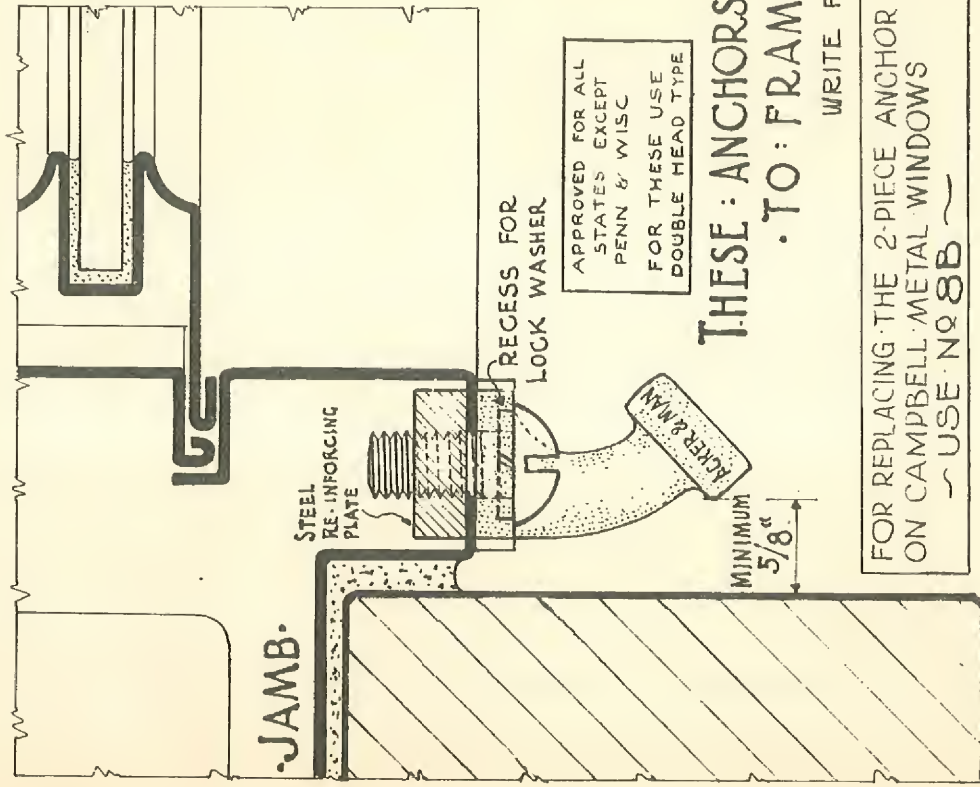 ·JAMB·
STEEL
RE-INFORCING
PLATE
RECESS FOR
LOCK WASHER
APPROVED FOR ALL
STATES EXCEPT
PENN & WISC
FOR THESE USE
DOUBLE HEAD TYPE
ACKER & MAN
MINIMUM
5/8"
THESE : ANCHORS
· TO : FRAM
WRITE
FOR REPLACING · THE 2-PIECE ANCHOR
ON CAMPBELL · METAL · WINDOWS
~ USE · Nº 8B ~